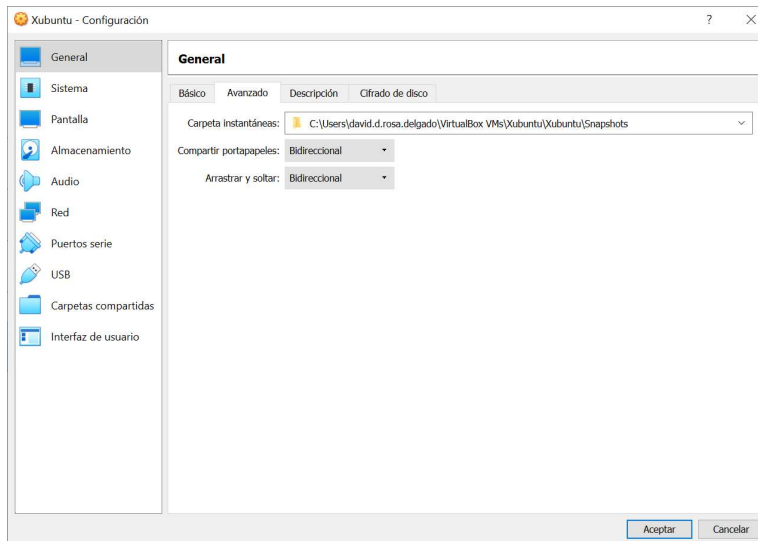 Xubuntu - Configuración ?
General
Sistema
Pantalla
Almacenamiento
Audio
Red
Puertos serie
USB
Carpetas compartidas
Interfaz de usuario
General
Básico Avanzado Descripción Cifrado de disco
Carpeta instantáneas: C:\Users\david.d.rosa.delgado\VirtualBox VMs\Xubuntu\Xubuntu\Snapshots
Compartir portapapeles: Bidireccional
Arrastrar y soltar: Bidireccional
Aceptar Cancelar